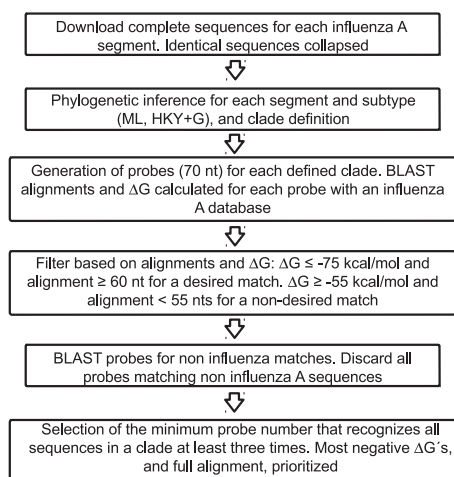 Download complete sequences for each influenza A
segment. Identical sequences collapsed
Phylogenetic inference for each segment and subtype
(ML, HKY+G), and clade definition
Generation of probes (70 nt) for each defined clade. BLAST
alignments and ΔG calculated for each probe with an influenza
A database
Filter based on alignments and ΔG: ΔG ≤ -75 kcal/mol and
alignment ≥ 60 nt for a desired match. ΔG ≥ -55 kcal/mol and
alignment < 55 nts for a non-desired match
BLAST probes for non influenza matches. Discard all
probes matching non influenza A sequences
Selection of the minimum probe number that recognizes all
sequences in a clade at least three times. Most negative ΔG´s,
and full alignment, prioritized